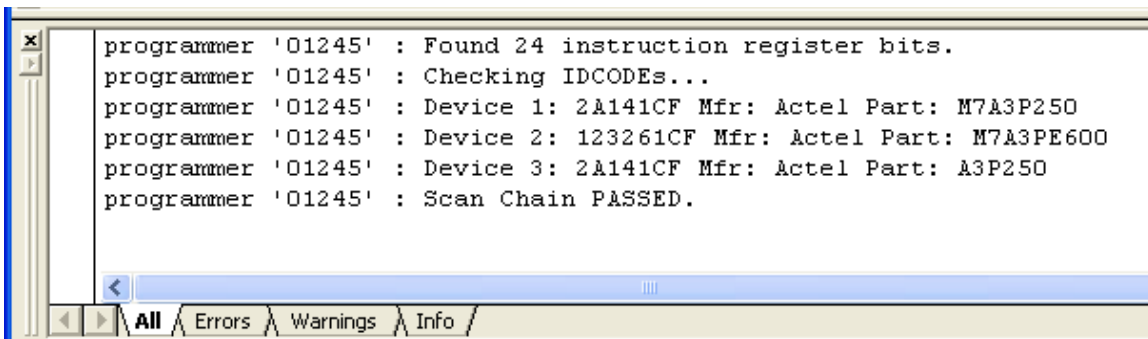 programmer '01245' : Found 24 instruction register bits.
programmer '01245' : Checking IDCODEs...
programmer '01245' : Device 1: 2A141CF Mfr: Actel Part: M7A3P250
programmer '01245' : Device 2: 123261CF Mfr: Actel Part: M7A3PE600
programmer '01245' : Device 3: 2A141CF Mfr: Actel Part: A3P250
programmer '01245' : Scan Chain PASSED.
All Errors Warnings Info